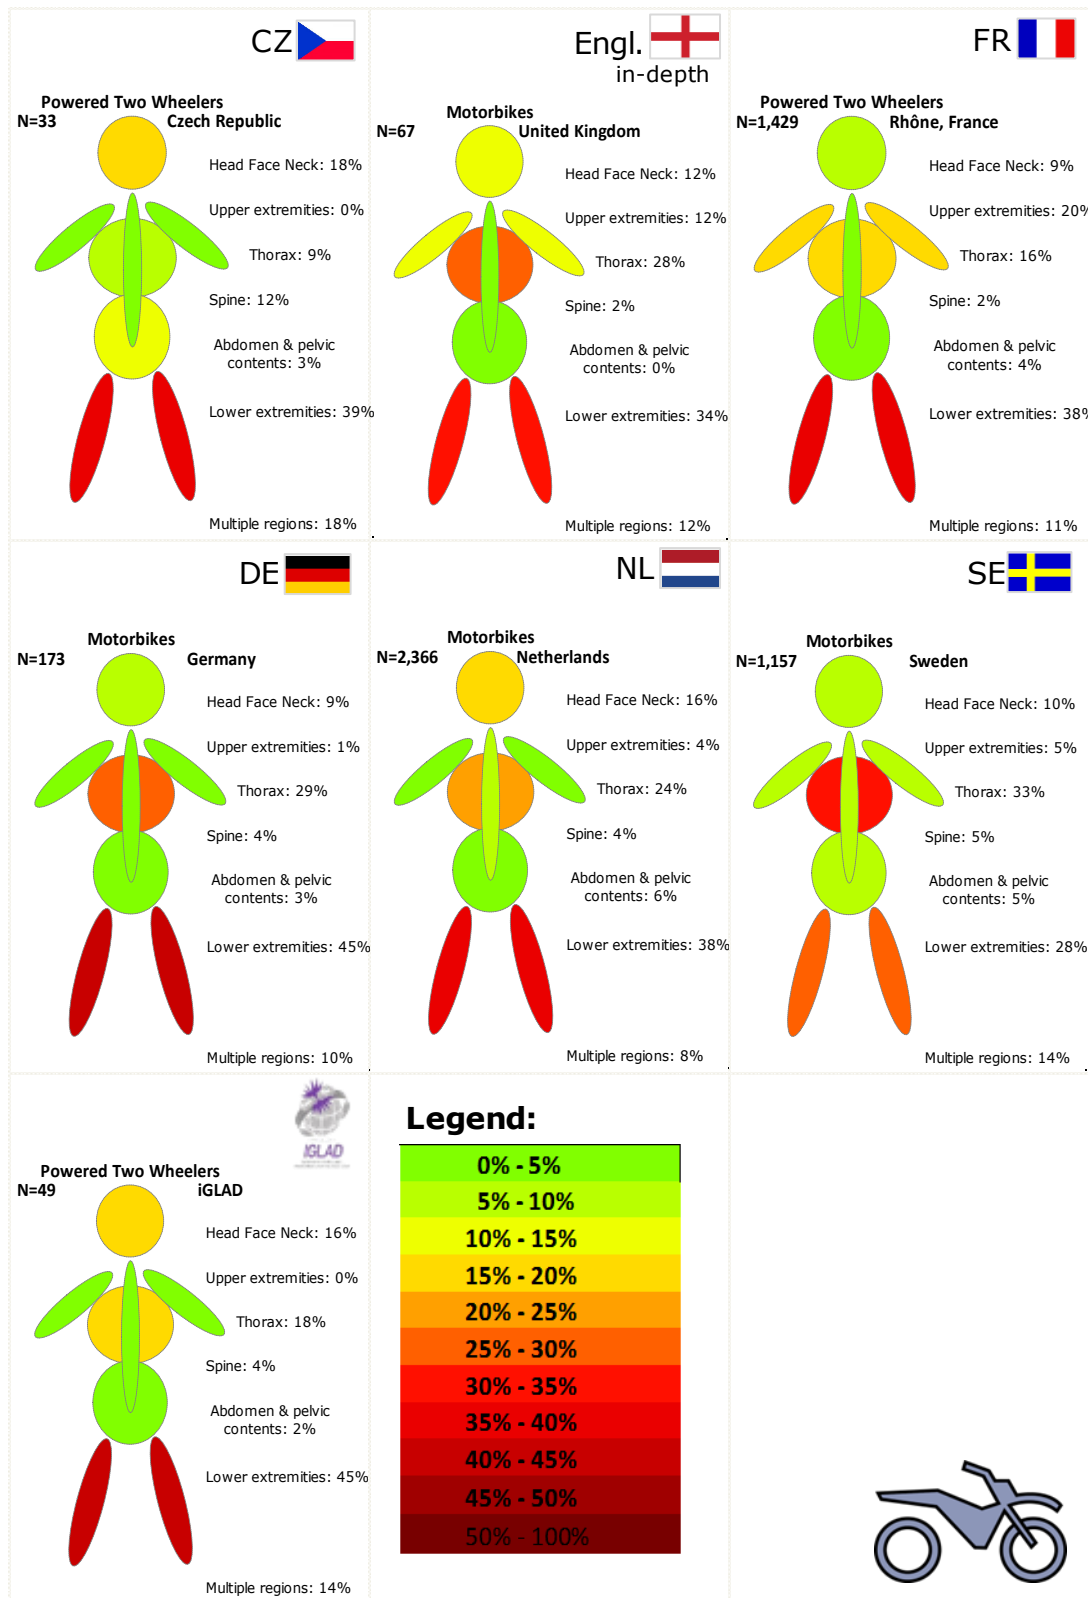 CZ
Powered Two Wheelers
N=33
Czech Republic
Head Face Neck: 18%
Upper extremities: 0%
Thorax: 9%
Spine: 12%
Abdomen & pelvic
contents: 3%
Lower extremities: 39%
Multiple regions: 18%
Engl.
in-depth
Motorbikes
N=67
United Kingdom
Head Face Neck: 12%
Upper extremities: 12%
Thorax: 28%
Spine: 2%
Abdomen & pelvic
contents: 0%
Lower extremities: 34%
Multiple regions: 12%
FR
Powered Two Wheelers
N=1,429
Rhône, France
Head Face Neck: 9%
Upper extremities: 20%
Thorax: 16%
Spine: 2%
Abdomen & pelvic
contents: 4%
Lower extremities: 38%
Multiple regions: 11%
DE
Motorbikes
N=173
Germany
Head Face Neck: 9%
Upper extremities: 1%
Thorax: 29%
Spine: 4%
Abdomen & pelvic
contents: 3%
Lower extremities: 45%
Multiple regions: 10%
NL
Motorbikes
N=2,366
Netherlands
Head Face Neck: 16%
Upper extremities: 4%
Thorax: 24%
Spine: 4%
Abdomen & pelvic
contents: 6%
Lower extremities: 38%
Multiple regions: 8%
SE
Motorbikes
N=1,157
Sweden
Head Face Neck: 10%
Upper extremities: 5%
Thorax: 33%
Spine: 5%
Abdomen & pelvic
contents: 5%
Lower extremities: 28%
Multiple regions: 14%
IGLAD
Powered Two Wheelers
N=49
iGLAD
Head Face Neck: 16%
Upper extremities: 0%
Thorax: 18%
Spine: 4%
Abdomen & pelvic
contents: 2%
Lower extremities: 45%
Multiple regions: 14%
Legend:
0% - 5%
5% - 10%
10% - 15%
15% - 20%
20% - 25%
25% - 30%
30% - 35%
35% - 40%
40% - 45%
45% - 50%
50% - 100%